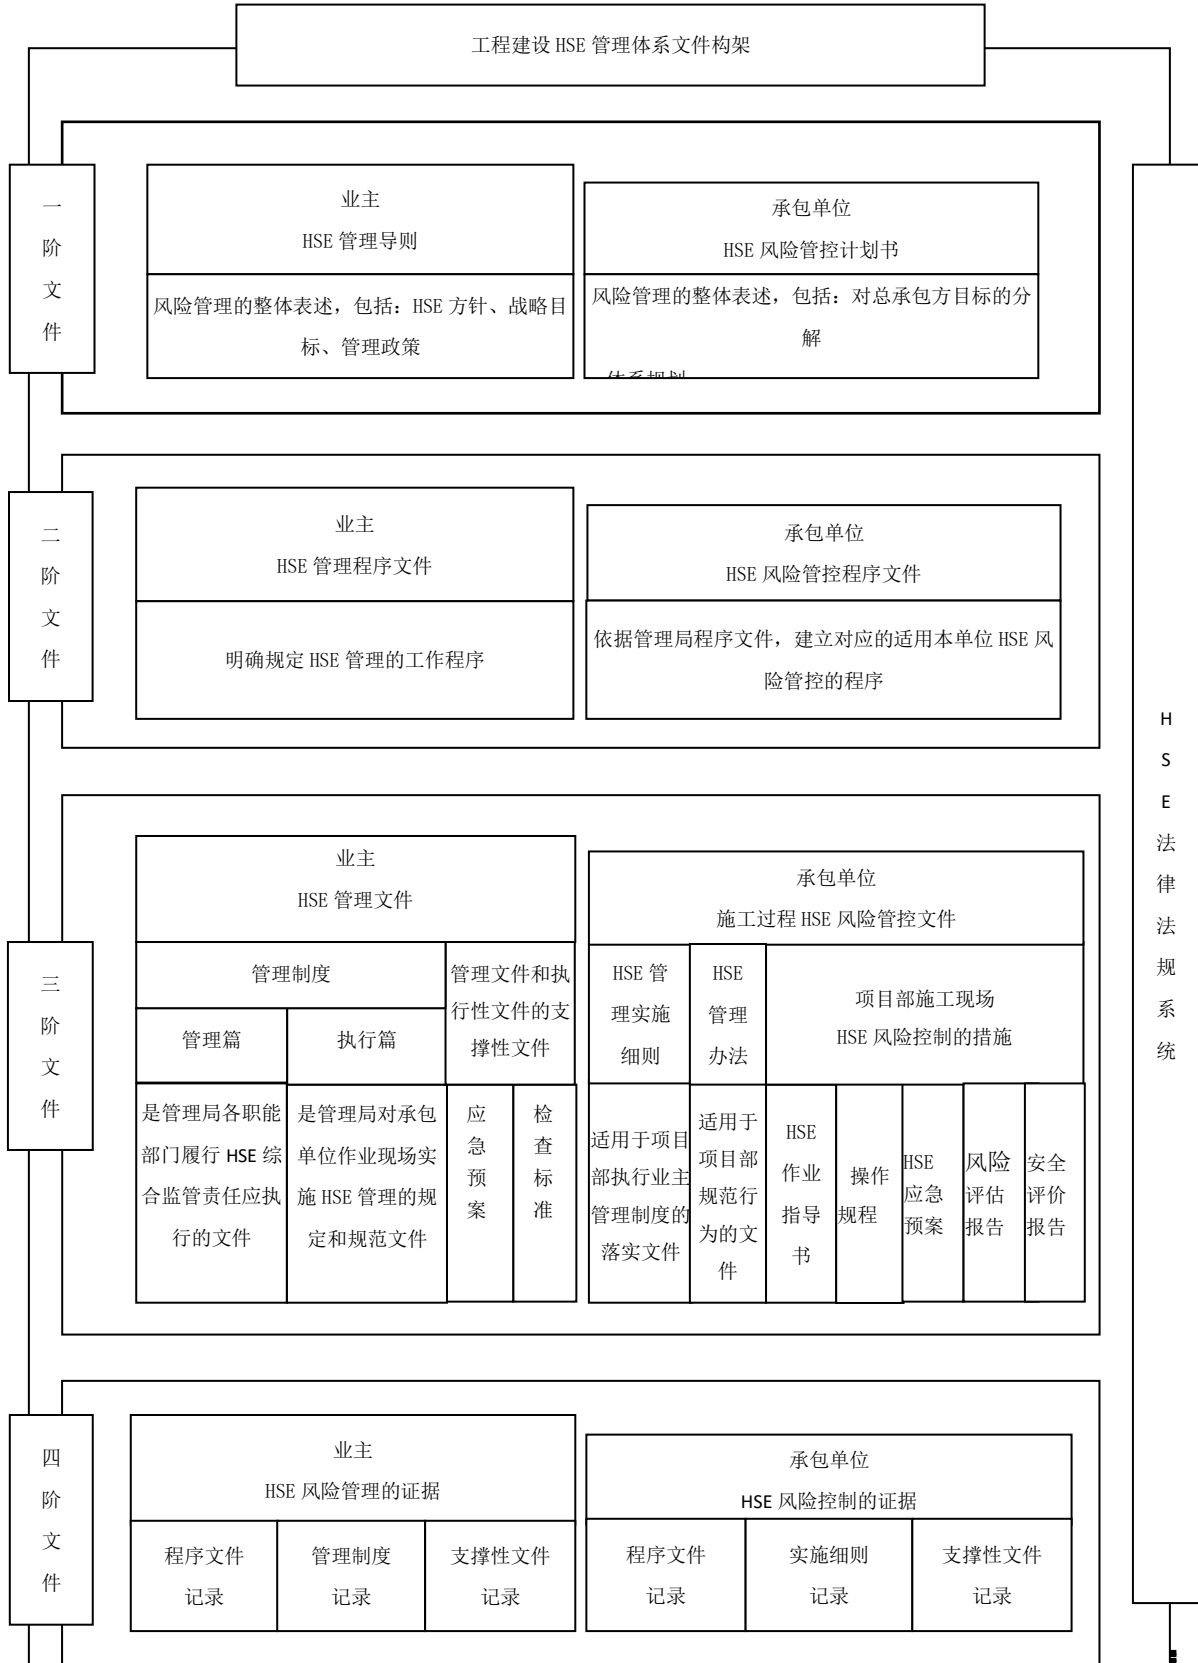 工程建设 HSE 管理体系文件构架
一
阶
文
件
业主
HSE 管理导则
风险管理的整体表述，包括：HSE 方针、战略目
标、管理政策
承包单位
HSE 风险管控计划书
风险管理的整体表述，包括：对总承包方目标的分
解
体系规划
二
阶
文
件
业主
HSE 管理程序文件
明确规定 HSE 管理的工作程序
承包单位
HSE 风险管控程序文件
依据管理局程序文件，建立对应的适用本单位 HSE 风
险管控的程序
三
阶
文
件
业主
HSE 管理文件
管理制度
管理篇
执行篇
管理文件和执
行性文件的支
撑性文件
是管理局各职能
部门履行 HSE 综
合监管责任应执
行的文件
是管理局对承包
单位作业现场实
施 HSE 管理的规
定和规范文件
应
急
预
案
检
查
标
准
承包单位
施工过程 HSE 风险管控文件
HSE 管
理实施
细则
HSE
管理
办法
项目部施工现场
HSE 风险控制的措施
适用于项目
部执行业主
管理制度的
落实文件
适用于
项目部
规范行
为的文
件
HSE
作业
指导
书
操作
规程
HSE
应急
预案
风险
评估
报告
安全
评价
报告
四
阶
文
件
业主
HSE 风险管理的证据
程序文件
记录
管理制度
记录
支撑性文件
记录
承包单位
HSE 风险控制的证据
程序文件
记录
实施细则
记录
支撑性文件
记录
H
S
E
法
律
法
规
系
统